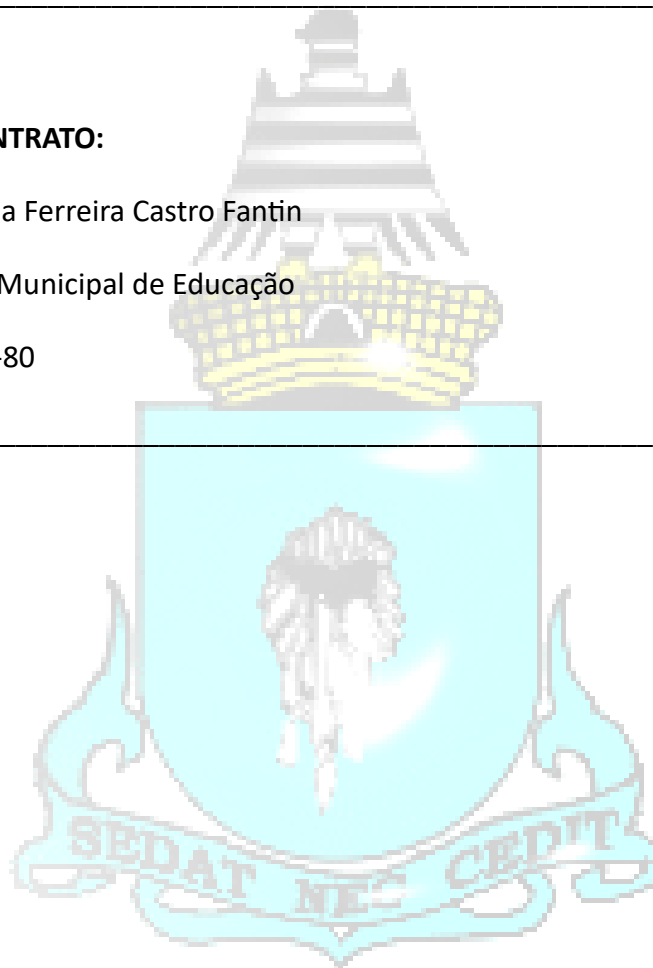 NTRATO:
a Ferreira Castro Fantin
Municipal de Educação
-80
SEDAT NEC CEDIT